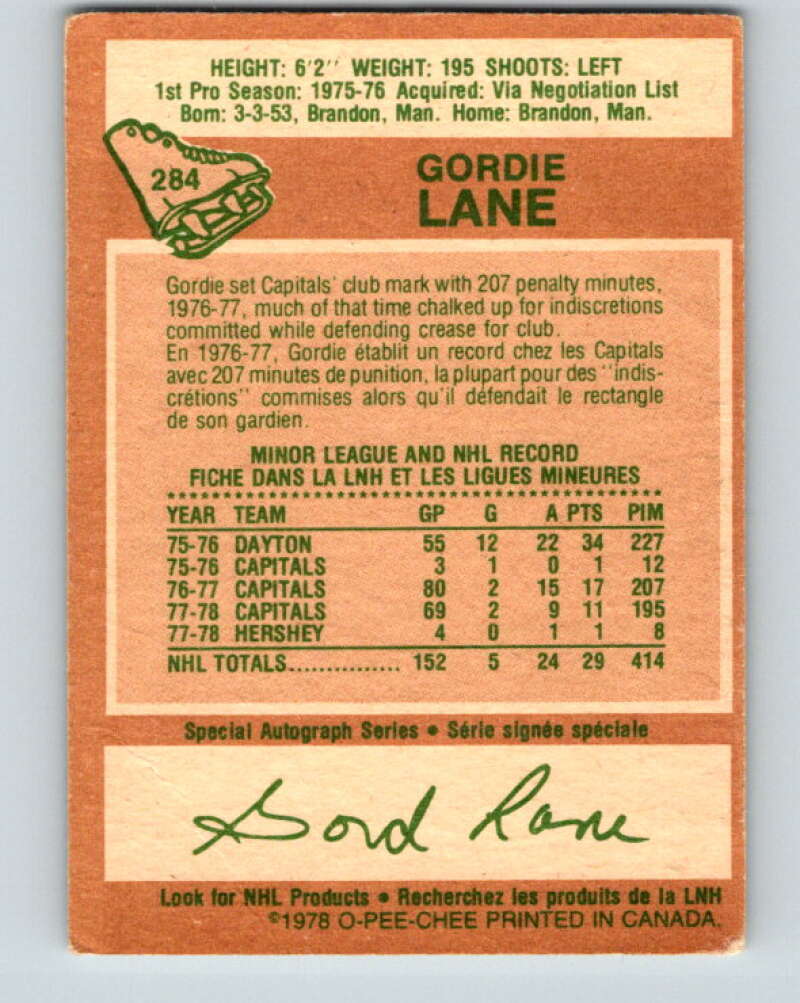 HEIGHT: 6'2" WEIGHT: 195 SHOOTS: LEFT
1st Pro Season: 1975-76 Acquired: Via Negotiation List
Born: 3-3-53, Brandon, Man. Home: Brandon, Man.
284
GORDIE
LANE
Gordie set Capitals' club mark with 207 penalty minutes,
1976-77, much of that time chalked up for indiscretions
committed while defending crease for club.
En 1976-77, Gordie établit un record chez les Capitals
avec 207 minutes de punition, la plupart pour des "indis-
crétions" commises alors qu'il défendait le rectangle
de son gardien.
MINOR LEAGUE AND NHL RECORD
FICHE DANS LA LNH ET LES LIGUES MINEURES
YEAR TEAM GP G A PTS PIM
75-76 DAYTON 55 12 22 34 227
75-76 CAPITALS 3 1 0 1 12
76-77 CAPITALS 80 2 15 17 207
77-78 CAPITALS 69 2 9 11 195
77-78 HERSHEY 4 0 1 1 8
NHL TOTALS............... 152 5 24 29 414
Special Autograph Series • Série signée spéciale
Gord Lane
Look for NHL Products • Recherchez les produits de la LNH
©1978 O-PEE-CHEE PRINTED IN CANADA.